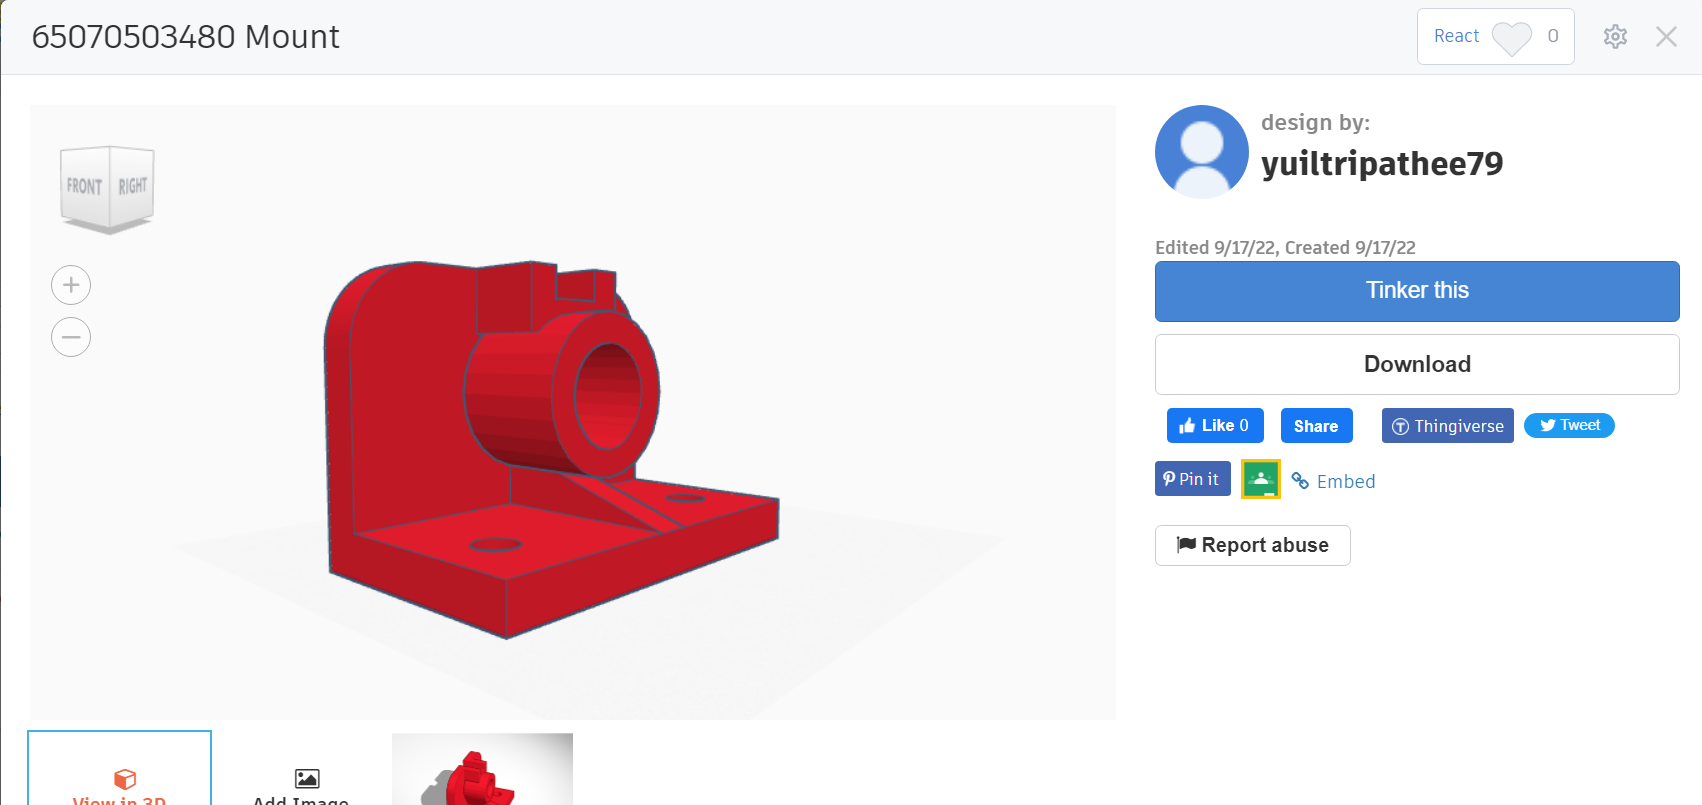 65070503480 Mount
React 0
FRONT RIGHT
design by:
yuiltripathee79
Edited 9/17/22, Created 9/17/22
Tinker this
Download
Like 0 Share Thingiverse Tweet
Pin it Embed
Report abuse
View in 3D Add Image